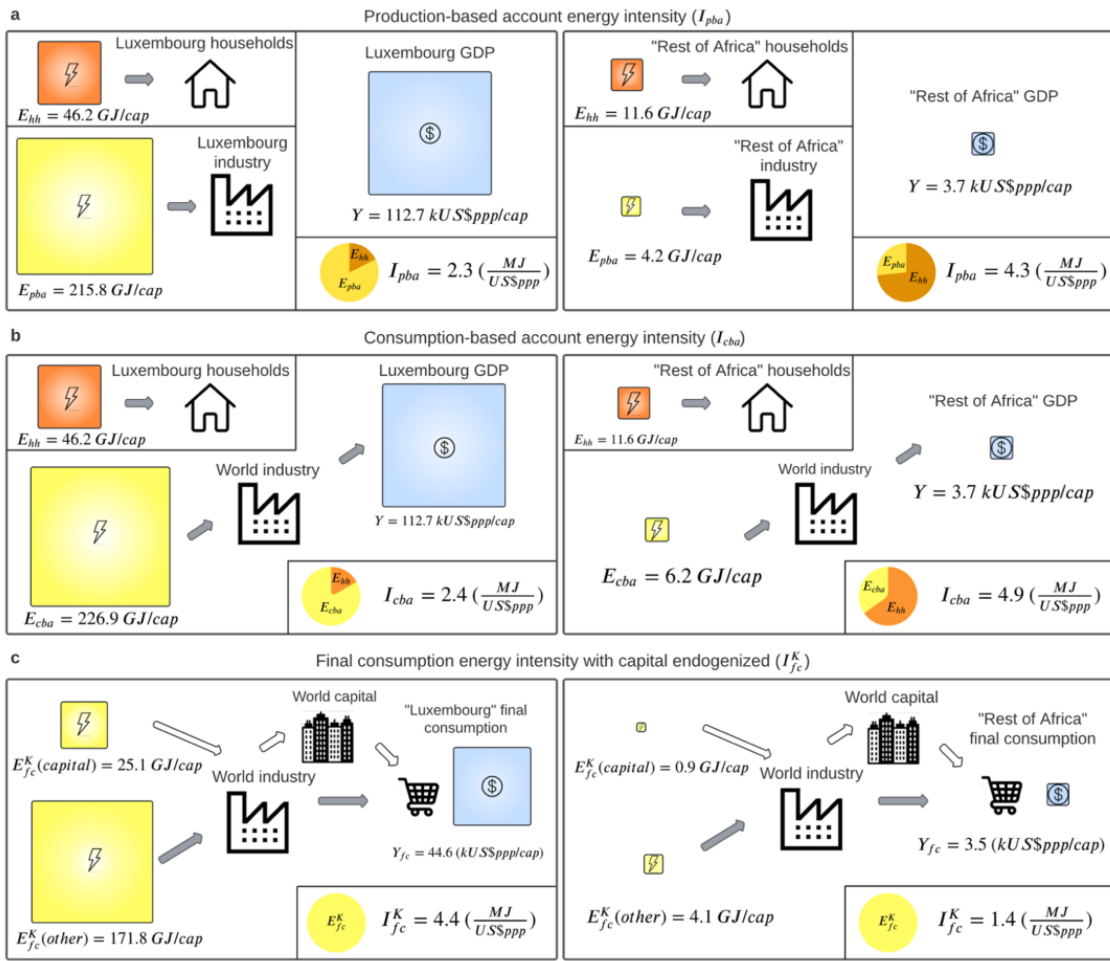 a
Production-based account energy intensity (I_pba)
Luxembourg households
E_hh = 46.2 GJ/cap
Luxembourg
industry
E_pba = 215.8 GJ/cap
Luxembourg GDP
$
Y = 112.7 kUS$ppp/cap
E_hh
E_pba
I_pba = 2.3 (MJ/US$ppp)
"Rest of Africa" households
E_hh = 11.6 GJ/cap
"Rest of Africa"
industry
E_pba = 4.2 GJ/cap
"Rest of Africa" GDP
$
Y = 3.7 kUS$ppp/cap
E_pba
E_hh
I_pba = 4.3 (MJ/US$ppp)
b
Consumption-based account energy intensity (I_cba)
Luxembourg households
E_hh = 46.2 GJ/cap
World industry
E_cba = 226.9 GJ/cap
Luxembourg GDP
$
Y = 112.7 kUS$ppp/cap
E_hh
E_cba
I_cba = 2.4 (MJ/US$ppp)
"Rest of Africa" households
E_hh = 11.6 GJ/cap
World industry
E_cba = 6.2 GJ/cap
"Rest of Africa" GDP
$
Y = 3.7 kUS$ppp/cap
E_cba
E_hh
I_cba = 4.9 (MJ/US$ppp)
c
Final consumption energy intensity with capital endogenized (I^K_fc)
World capital
E^K_fc(capital) = 25.1 GJ/cap
World industry
"Luxembourg" final
consumption
$
Y_fc = 44.6 (kUS$ppp/cap)
E^K_fc(other) = 171.8 GJ/cap
E^K_fc
I^K_fc = 4.4 (MJ/US$ppp)
World capital
E^K_fc(capital) = 0.9 GJ/cap
World industry
"Rest of Africa"
final consumption
$
Y_fc = 3.5 (kUS$ppp/cap)
E^K_fc(other) = 4.1 GJ/cap
E^K_fc
I^K_fc = 1.4 (MJ/US$ppp)